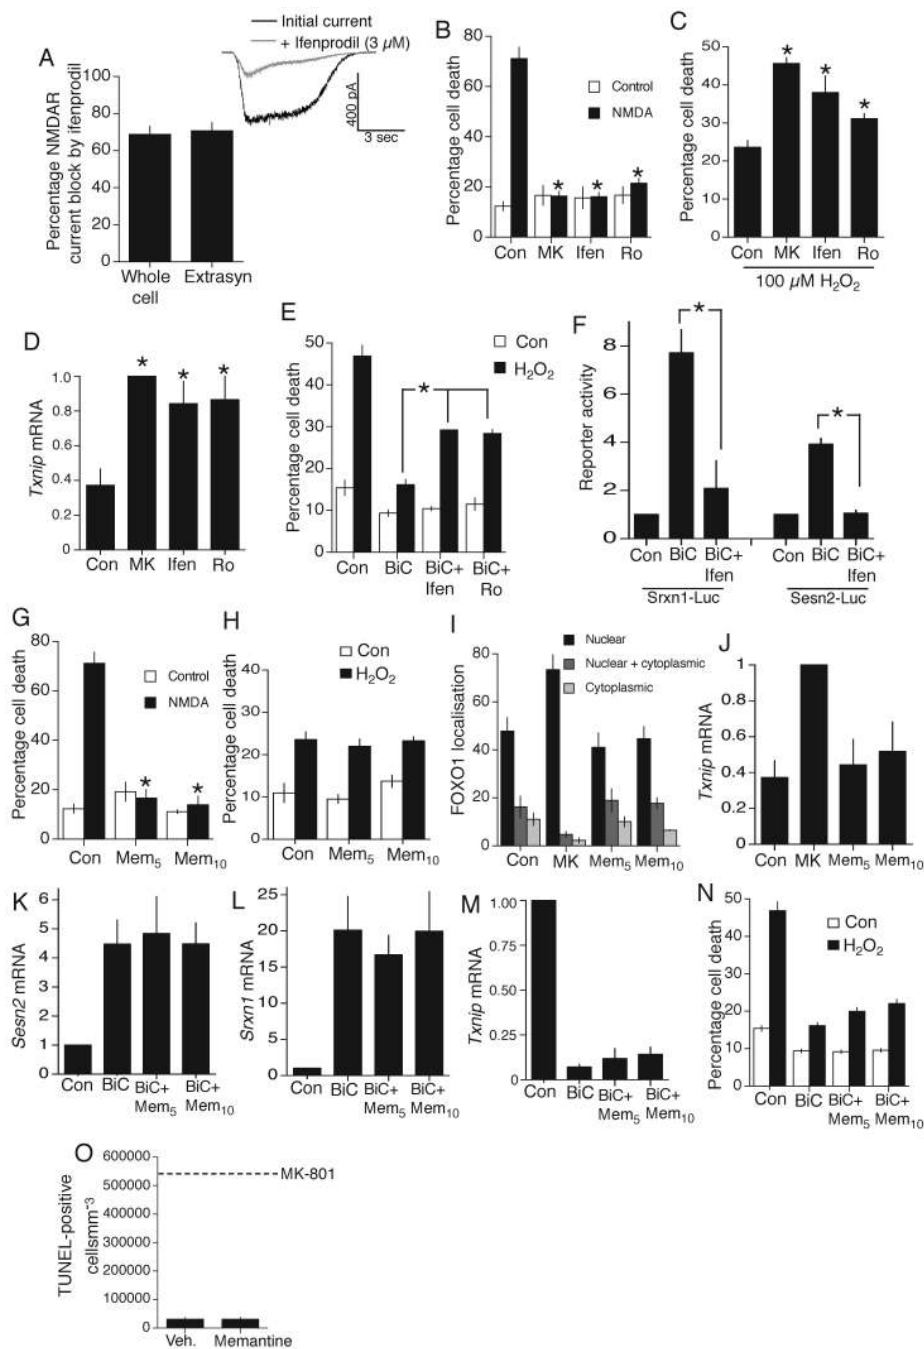 A
Initial current
+ Ifenprodil (3 µM)
400 pA
3 sec
Percentage NMDAR
current block by ifenprodil
100
80
60
40
20
0
Whole
cell
Extrasyn
B
Percentage cell death
80
60
40
20
0
Control
NMDA
Con MK Ifen Ro
C
Percentage cell death
50
40
30
20
10
0
Con MK Ifen Ro
100 µM H₂O₂
D
Txnip mRNA
1.0
0.8
0.6
0.4
0.2
0
Con MK Ifen Ro
E
Percentage cell death
50
40
30
20
10
0
Con
H₂O₂
Con BiC BiC+ BiC+
Ifen Ro
F
Reporter activity
8
6
4
2
0
Con BiC BiC+ Con BiC BiC+
Ifen Ifen
Srxn1-Luc Sesn2-Luc
G
Percentage cell death
80
60
40
20
0
Control
NMDA
Con Mem₅ Mem₁₀
H
Percentage cell death
40
30
20
10
0
Con
H₂O₂
Con Mem₅ Mem₁₀
I
FOXO1 localisation
80
60
40
20
0
Nuclear
Nuclear + cytoplasmic
Cytoplasmic
Con MK Mem₅ Mem₁₀
J
Txnip mRNA
1
0.8
0.6
0.4
0.2
0
Con MK Mem₅ Mem₁₀
K
Sesn2 mRNA
6
5
4
3
2
1
0
Con BiC BiC+ BiC+
Mem₅ Mem₁₀
L
Srxn1 mRNA
25
20
15
10
5
0
Con BiC BiC+ BiC+
Mem₅ Mem₁₀
M
Txnip mRNA
1.00
0.75
0.50
0.25
0
Con BiC BiC+ BiC+
Mem₅ Mem₁₀
N
Percentage cell death
50
40
30
20
10
0
Con
H₂O₂
Con BiC BiC+ BiC+
Mem₅ Mem₁₀
O
TUNEL-positive
cellsmm⁻³
600000
500000
400000
300000
200000
100000
0
MK-801
Veh. Memantine